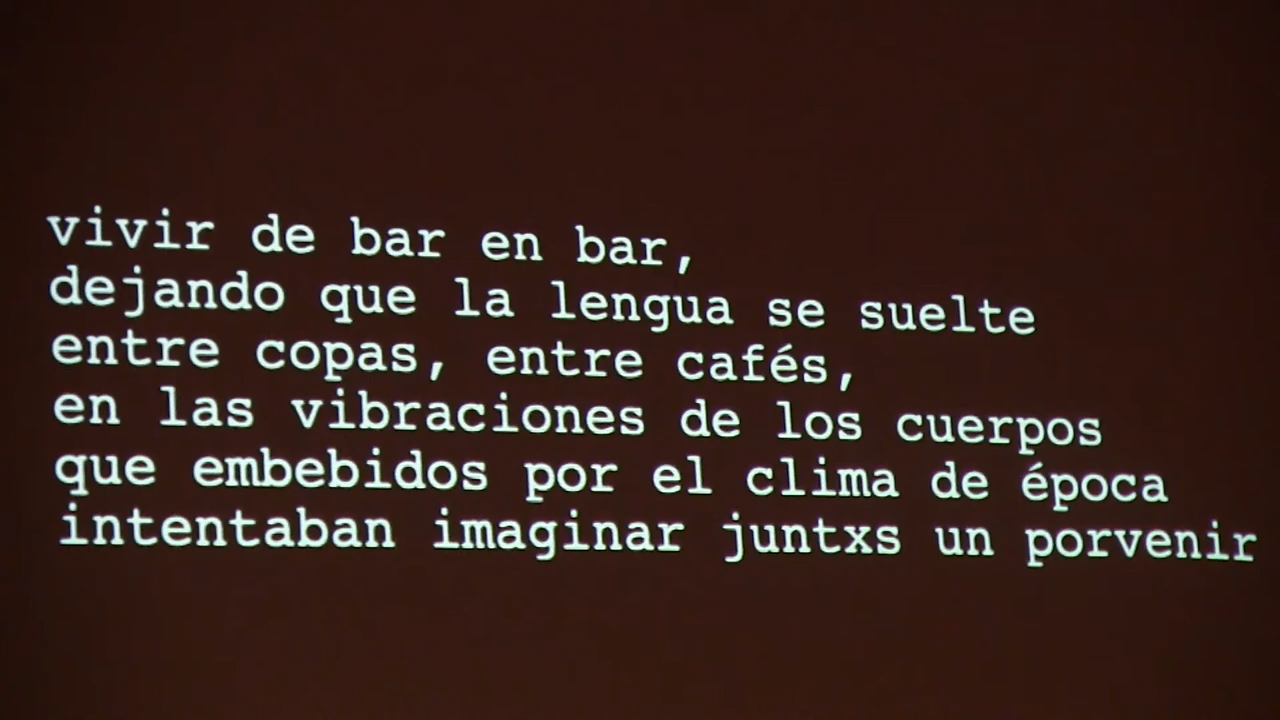 vivir de bar en bar,
dejando que la lengua se suelte
entre copas, entre cafés,
en las vibraciones de los cuerpos
que embebidos por el clima de época
intentaban imaginar juntxs un porvenir